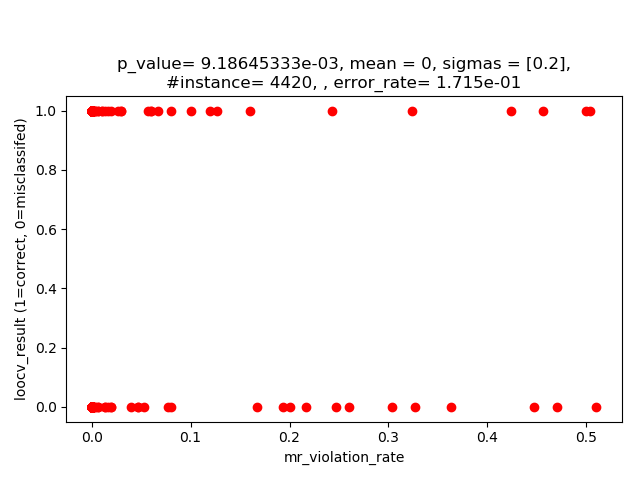 p_value= 9.18645333e-03, mean = 0, sigmas = [0.2],
#instance= 4420, , error_rate= 1.715e-01
1.0
0.8
0.6
0.4
0.2
0.0
loocv_result (1=correct, 0=misclassifed)
0.0 0.1 0.2 0.3 0.4 0.5
mr_violation_rate